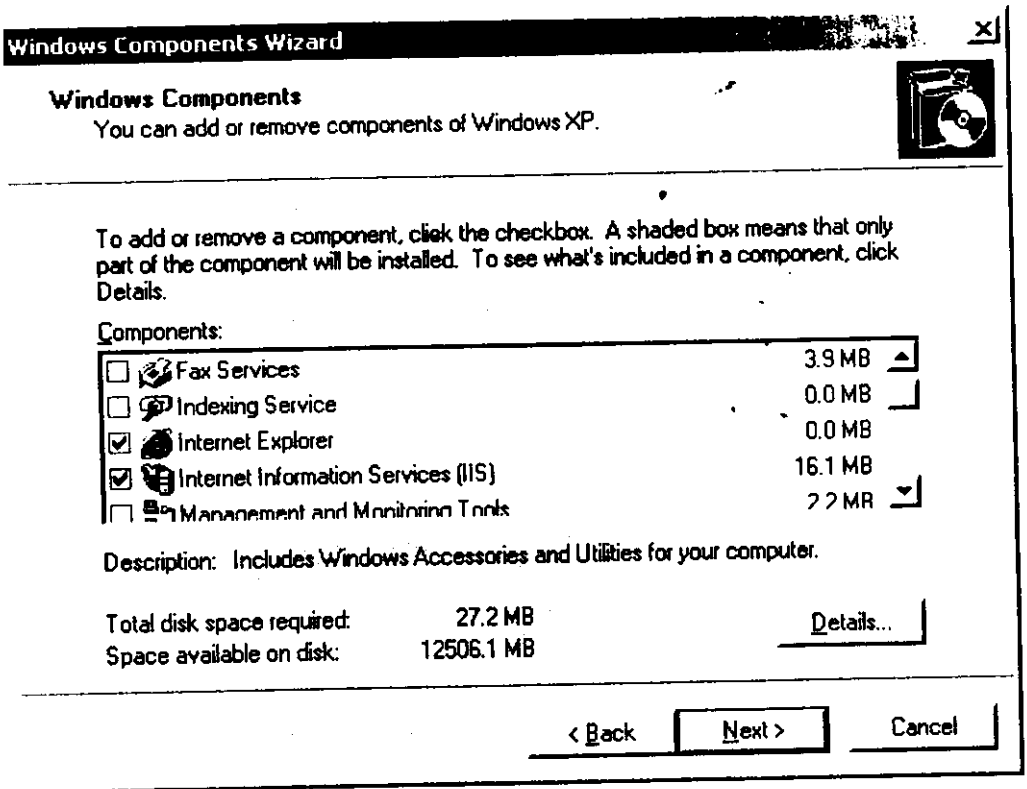 Windows Components Wizard
Windows Components
You can add or remove components of Windows XP.
To add or remove a component, click the checkbox. A shaded box means that only
part of the component will be installed. To see what's included in a component, click
Details.
Components:
Fax Services 3.9 MB
Indexing Service 0.0 MB
Internet Explorer 0.0 MB
Internet Information Services (IIS) 16.1 MB
Management and Monitoring Tools 2.2 MB
Description: Includes Windows Accessories and Utilities for your computer.
Total disk space required: 27.2 MB
Space available on disk: 12506.1 MB
Details...
< Back
Next >
Cancel